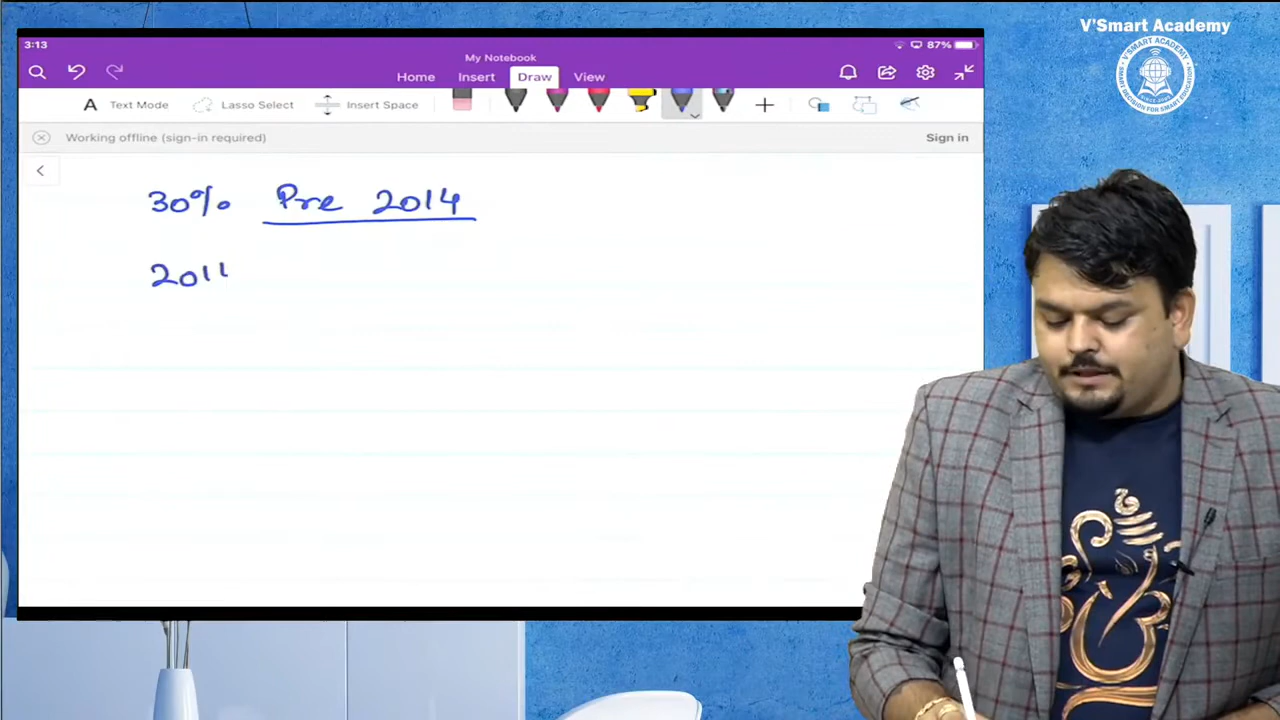 V'Smart Academy
3:13
87%
My Notebook
Home Insert Draw View
A Text Mode Lasso Select Insert Space
Working offline (sign-in required) Sign in
30% Pre 2014
2011